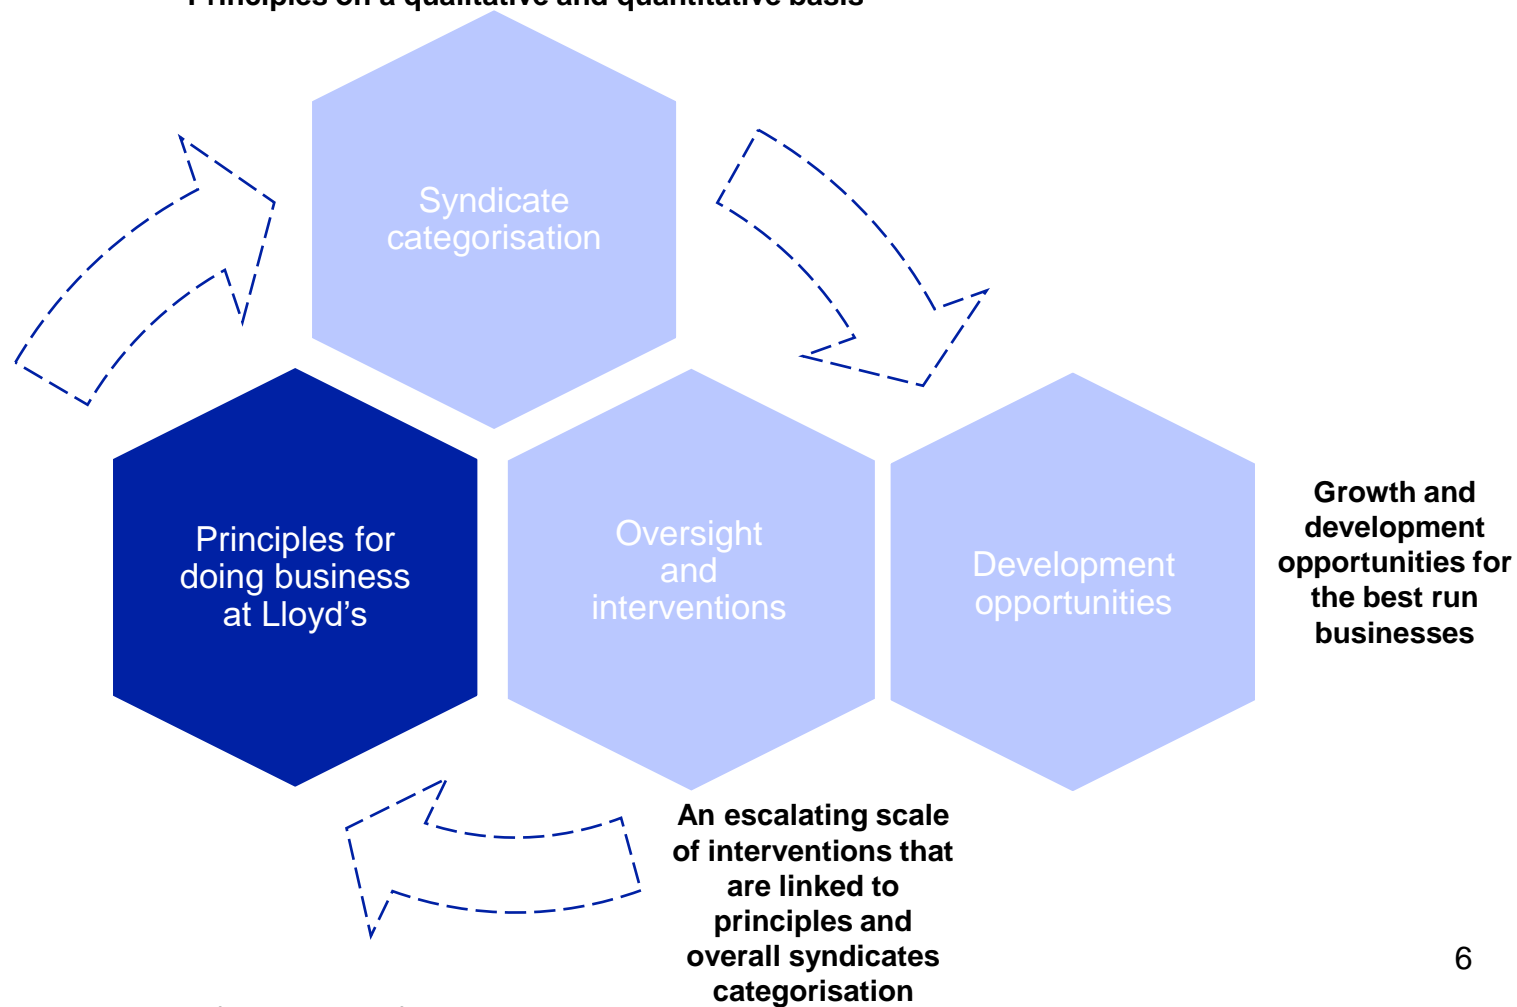 Principles on a qualitative and quantitative basis
Syndicate
categorisation
Principles for
doing business
at Lloyd's
Oversight
and
interventions
Development
opportunities
Growth and
development
opportunities for
the best run
businesses
An escalating scale
of interventions that
are linked to
principles and
overall syndicates
categorisation
6